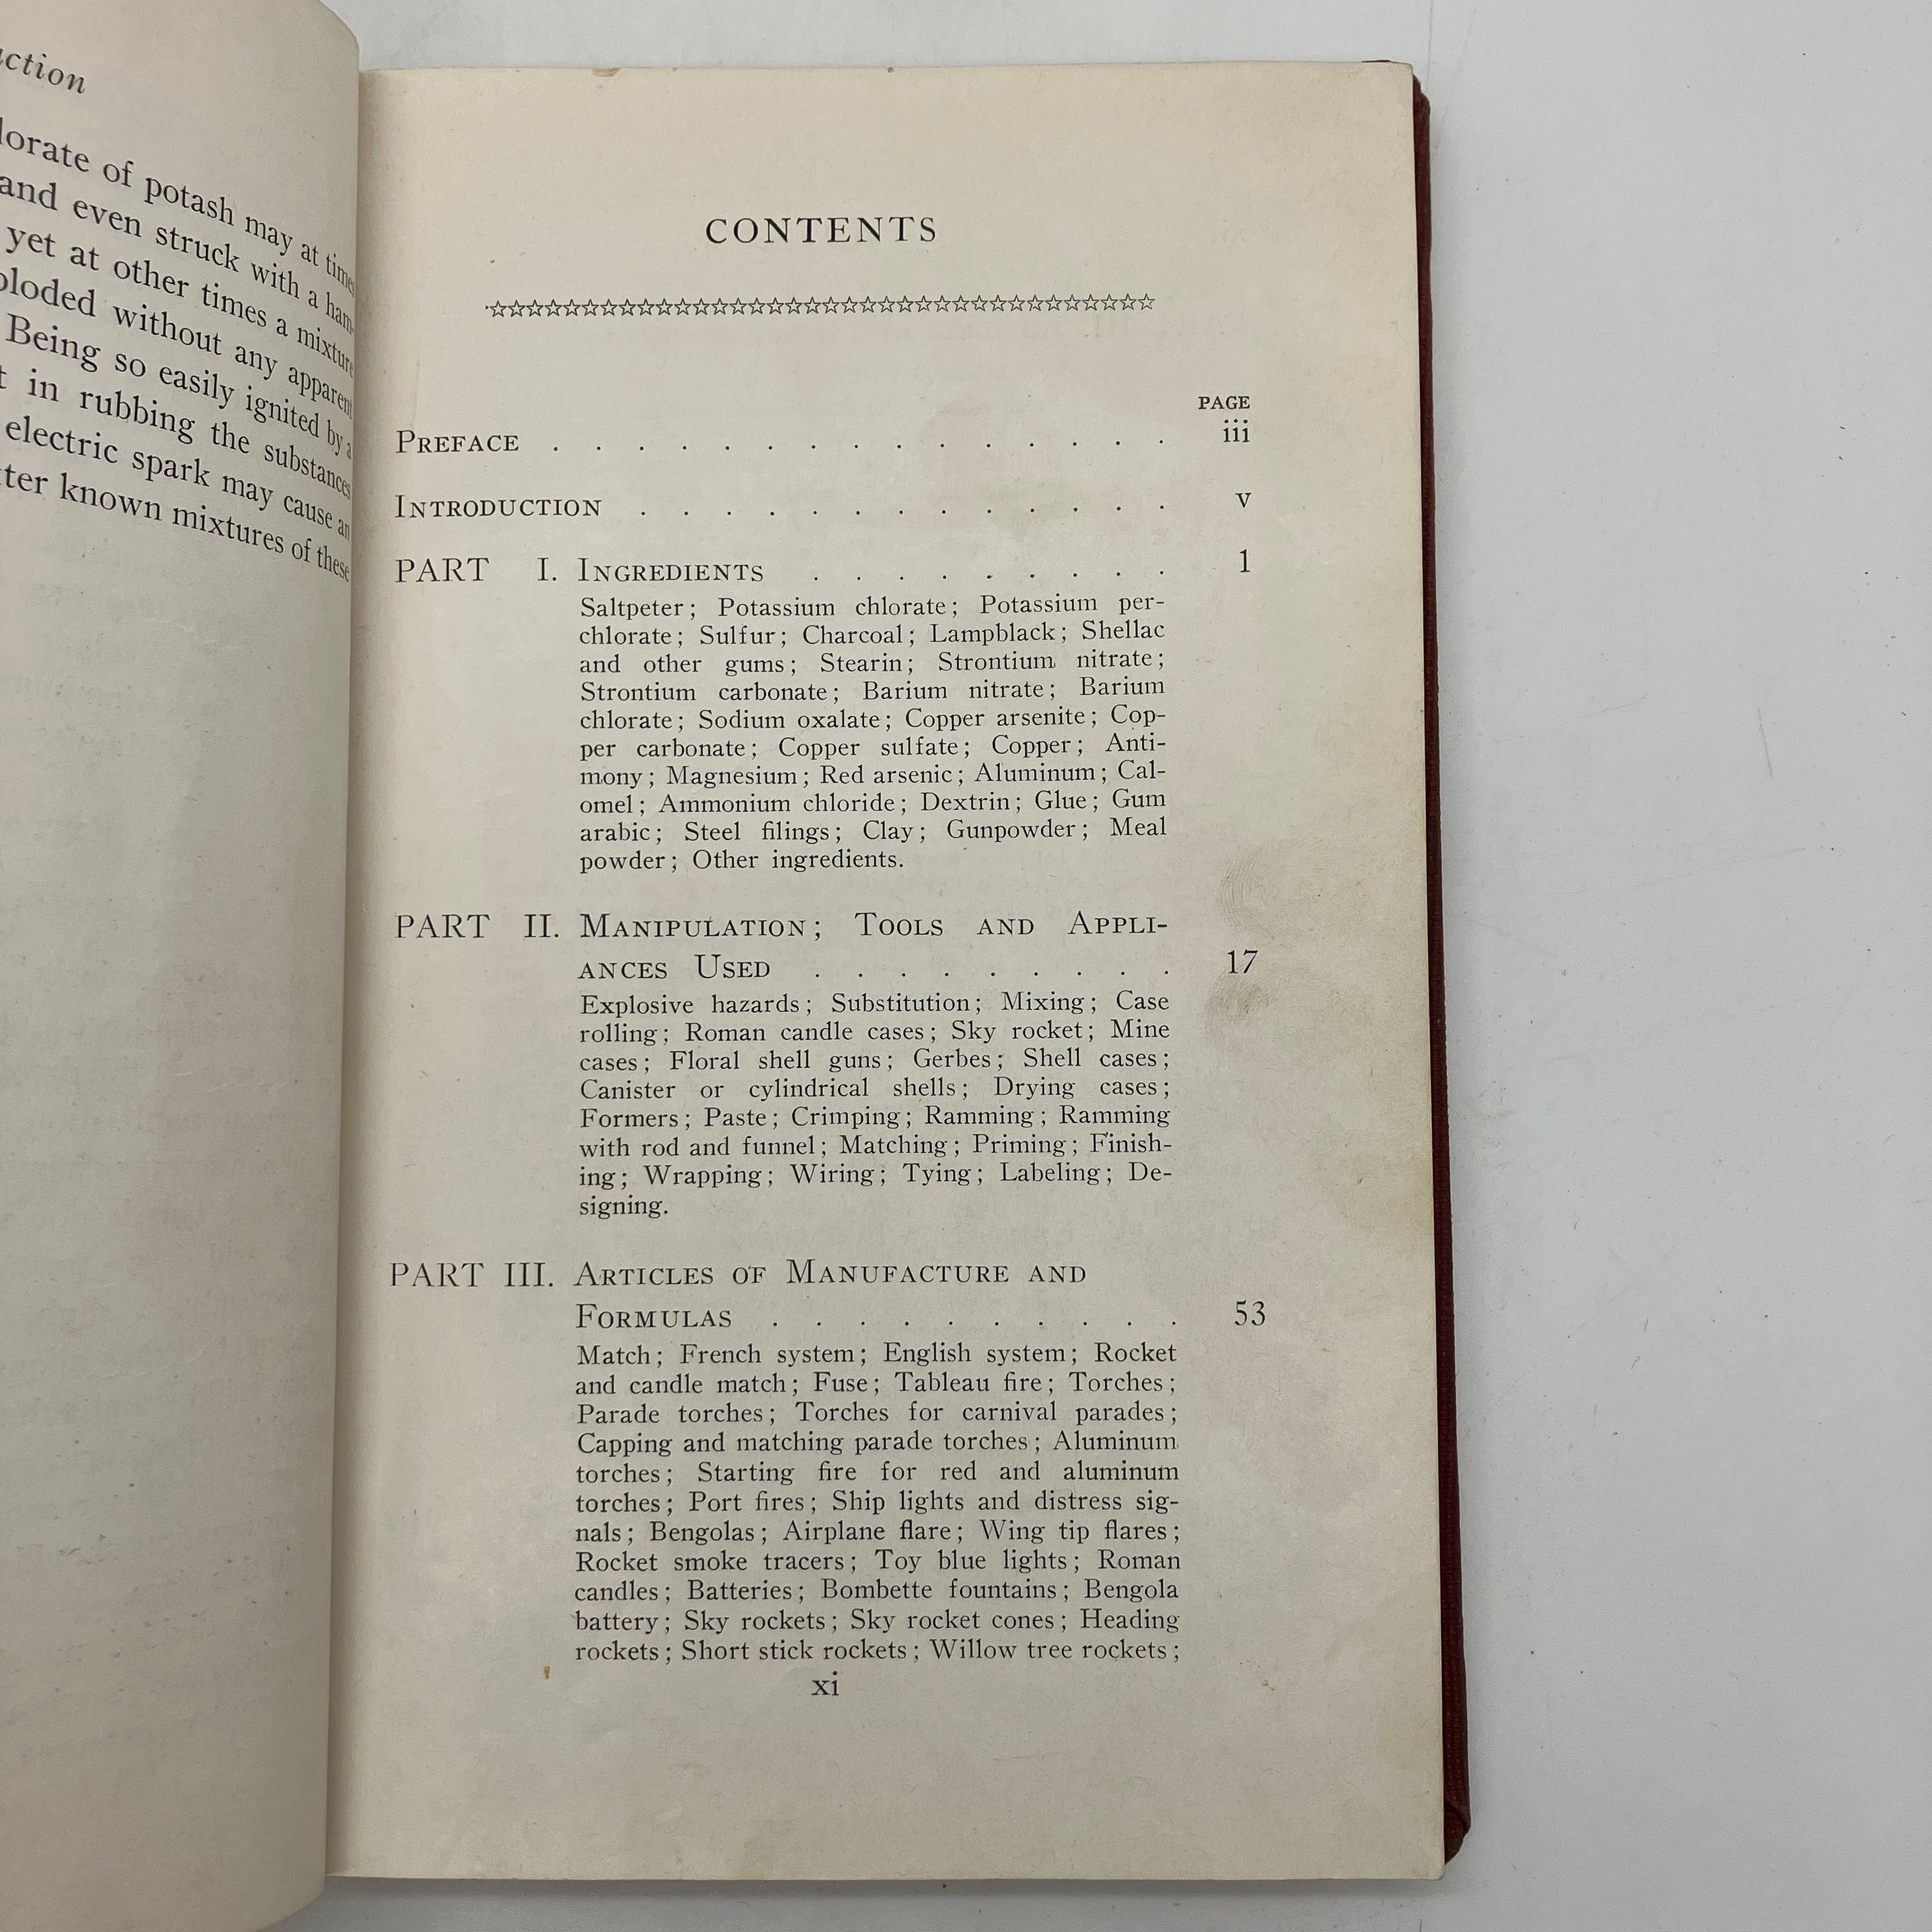 ction
lorate of potash may at times
and even struck with a ham-
yet at other times a mixture
ploded without any apparent
Being so easily ignited by a
t in rubbing the substances
electric spark may cause an
tter known mixtures of these
CONTENTS
☆☆☆☆☆☆☆☆☆☆☆☆☆☆☆☆☆☆☆☆☆☆☆☆☆☆☆☆☆☆☆☆☆☆☆☆
PAGE
PREFACE . . . . . . . . . . . . . . . iii
INTRODUCTION . . . . . . . . . . . . . v
PART I. INGREDIENTS . . . . . . . . . 1
Saltpeter; Potassium chlorate; Potassium per-
chlorate; Sulfur; Charcoal; Lampblack; Shellac
and other gums; Stearin; Strontium nitrate;
Strontium carbonate; Barium nitrate; Barium
chlorate; Sodium oxalate; Copper arsenite; Cop-
per carbonate; Copper sulfate; Copper; Anti-
mony; Magnesium; Red arsenic; Aluminum; Cal-
omel; Ammonium chloride; Dextrin; Glue; Gum
arabic; Steel filings; Clay; Gunpowder; Meal
powder; Other ingredients.
PART II. MANIPULATION; TOOLS AND APPLI-
ANCES USED . . . . . . . . . 17
Explosive hazards; Substitution; Mixing; Case
rolling; Roman candle cases; Sky rocket; Mine
cases; Floral shell guns; Gerbes; Shell cases;
Canister or cylindrical shells; Drying cases;
Formers; Paste; Crimping; Ramming; Ramming
with rod and funnel; Matching; Priming; Finish-
ing; Wrapping; Wiring; Tying; Labeling; De-
signing.
PART III. ARTICLES OF MANUFACTURE AND
FORMULAS . . . . . . . . . . 53
Match; French system; English system; Rocket
and candle match; Fuse; Tableau fire; Torches;
Parade torches; Torches for carnival parades;
Capping and matching parade torches; Aluminum
torches; Starting fire for red and aluminum
torches; Port fires; Ship lights and distress sig-
nals; Bengolas; Airplane flare; Wing tip flares;
Rocket smoke tracers; Toy blue lights; Roman
candles; Batteries; Bombette fountains; Bengola
battery; Sky rockets; Sky rocket cones; Heading
rockets; Short stick rockets; Willow tree rockets;
xi